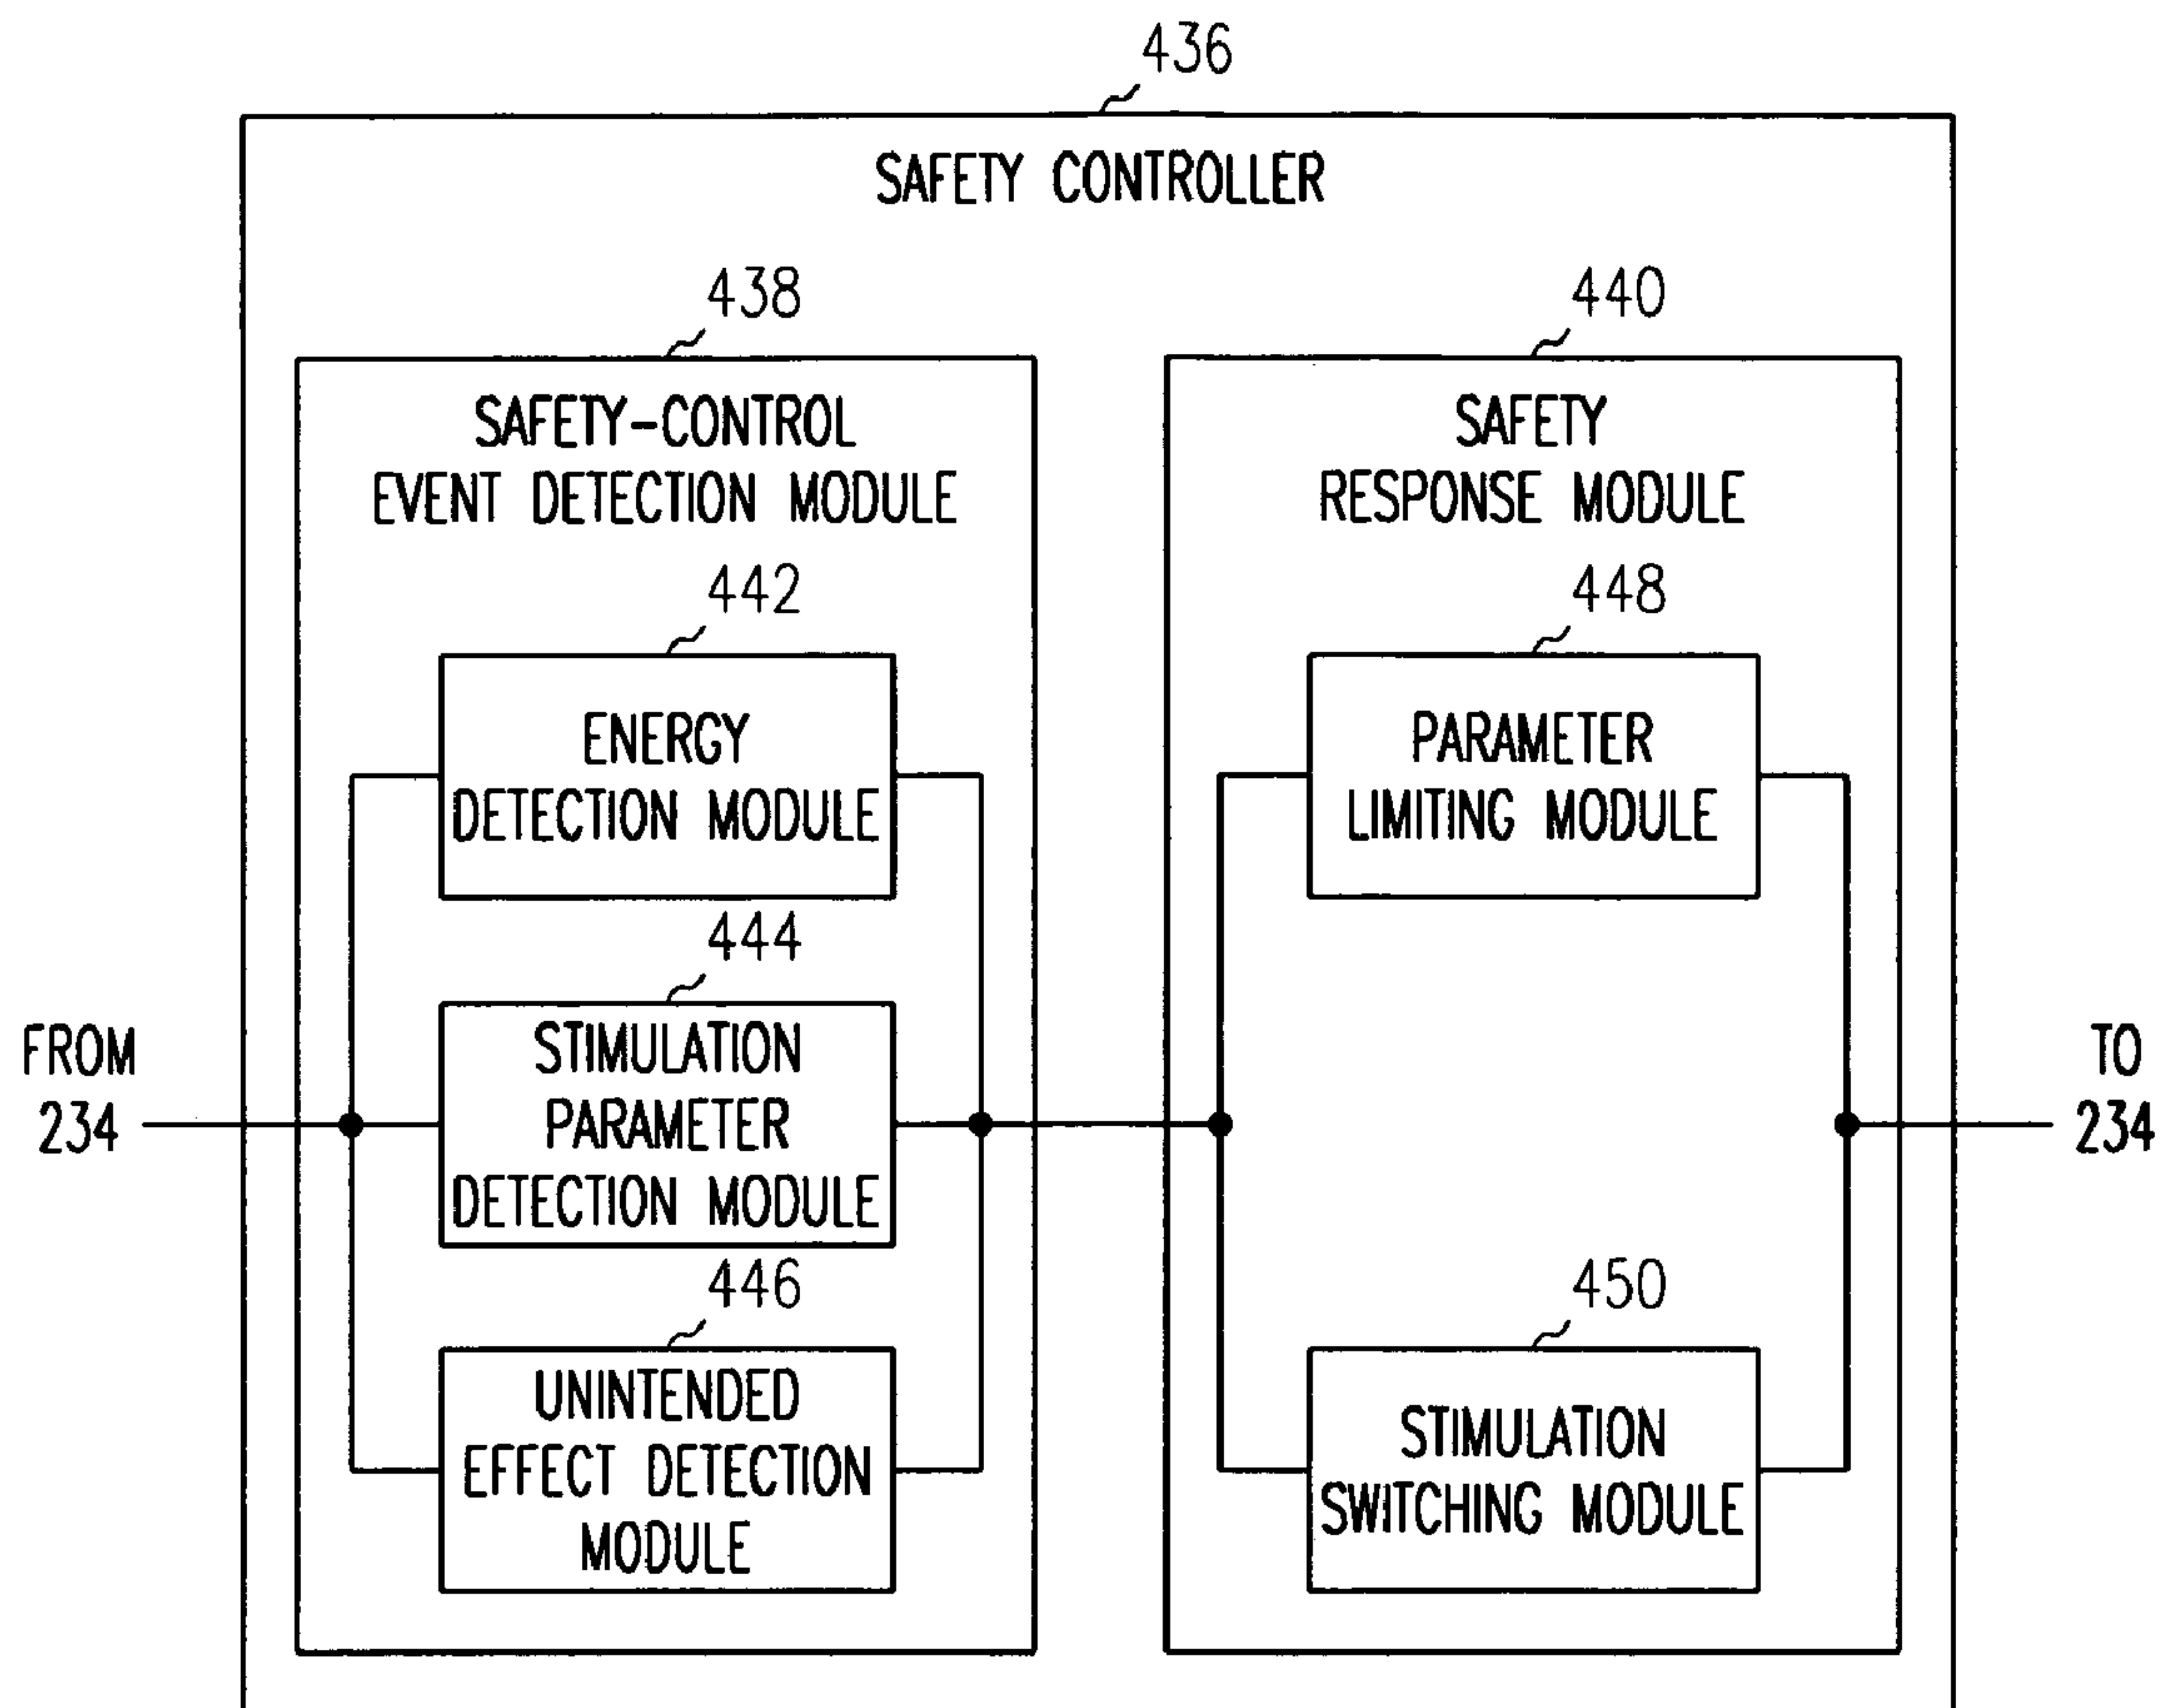 436
SAFETY CONTROLLER
438
SAFETY-CONTROL
EVENT DETECTION MODULE
442
ENERGY
DETECTION MODULE
444
STIMULATION
PARAMETER
DETECTION MODULE
446
UNINTENDED
EFFECT DETECTION
MODULE
440
SAFETY
RESPONSE MODULE
448
PARAMETER
LIMITING MODULE
450
STIMULATION
SWITCHING MODULE
FROM
234
TO
234